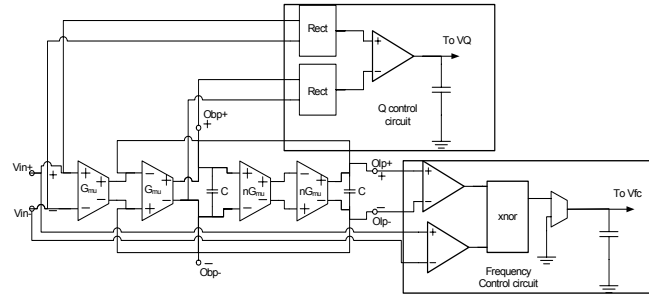 Rect
To VQ
+
−
Rect
Q control
circuit
Obp+
+
Vin+
+
−
Vin-
+
−
Gmu
+
−
+
−
Gmu
+
−
C
+
−
nGmu
+
−
+
−
nGmu
+
−
C
Olp+
+
−
Olp-
−
Obp-
+
−
+
−
xnor
To Vfc
Frequency
Control circuit